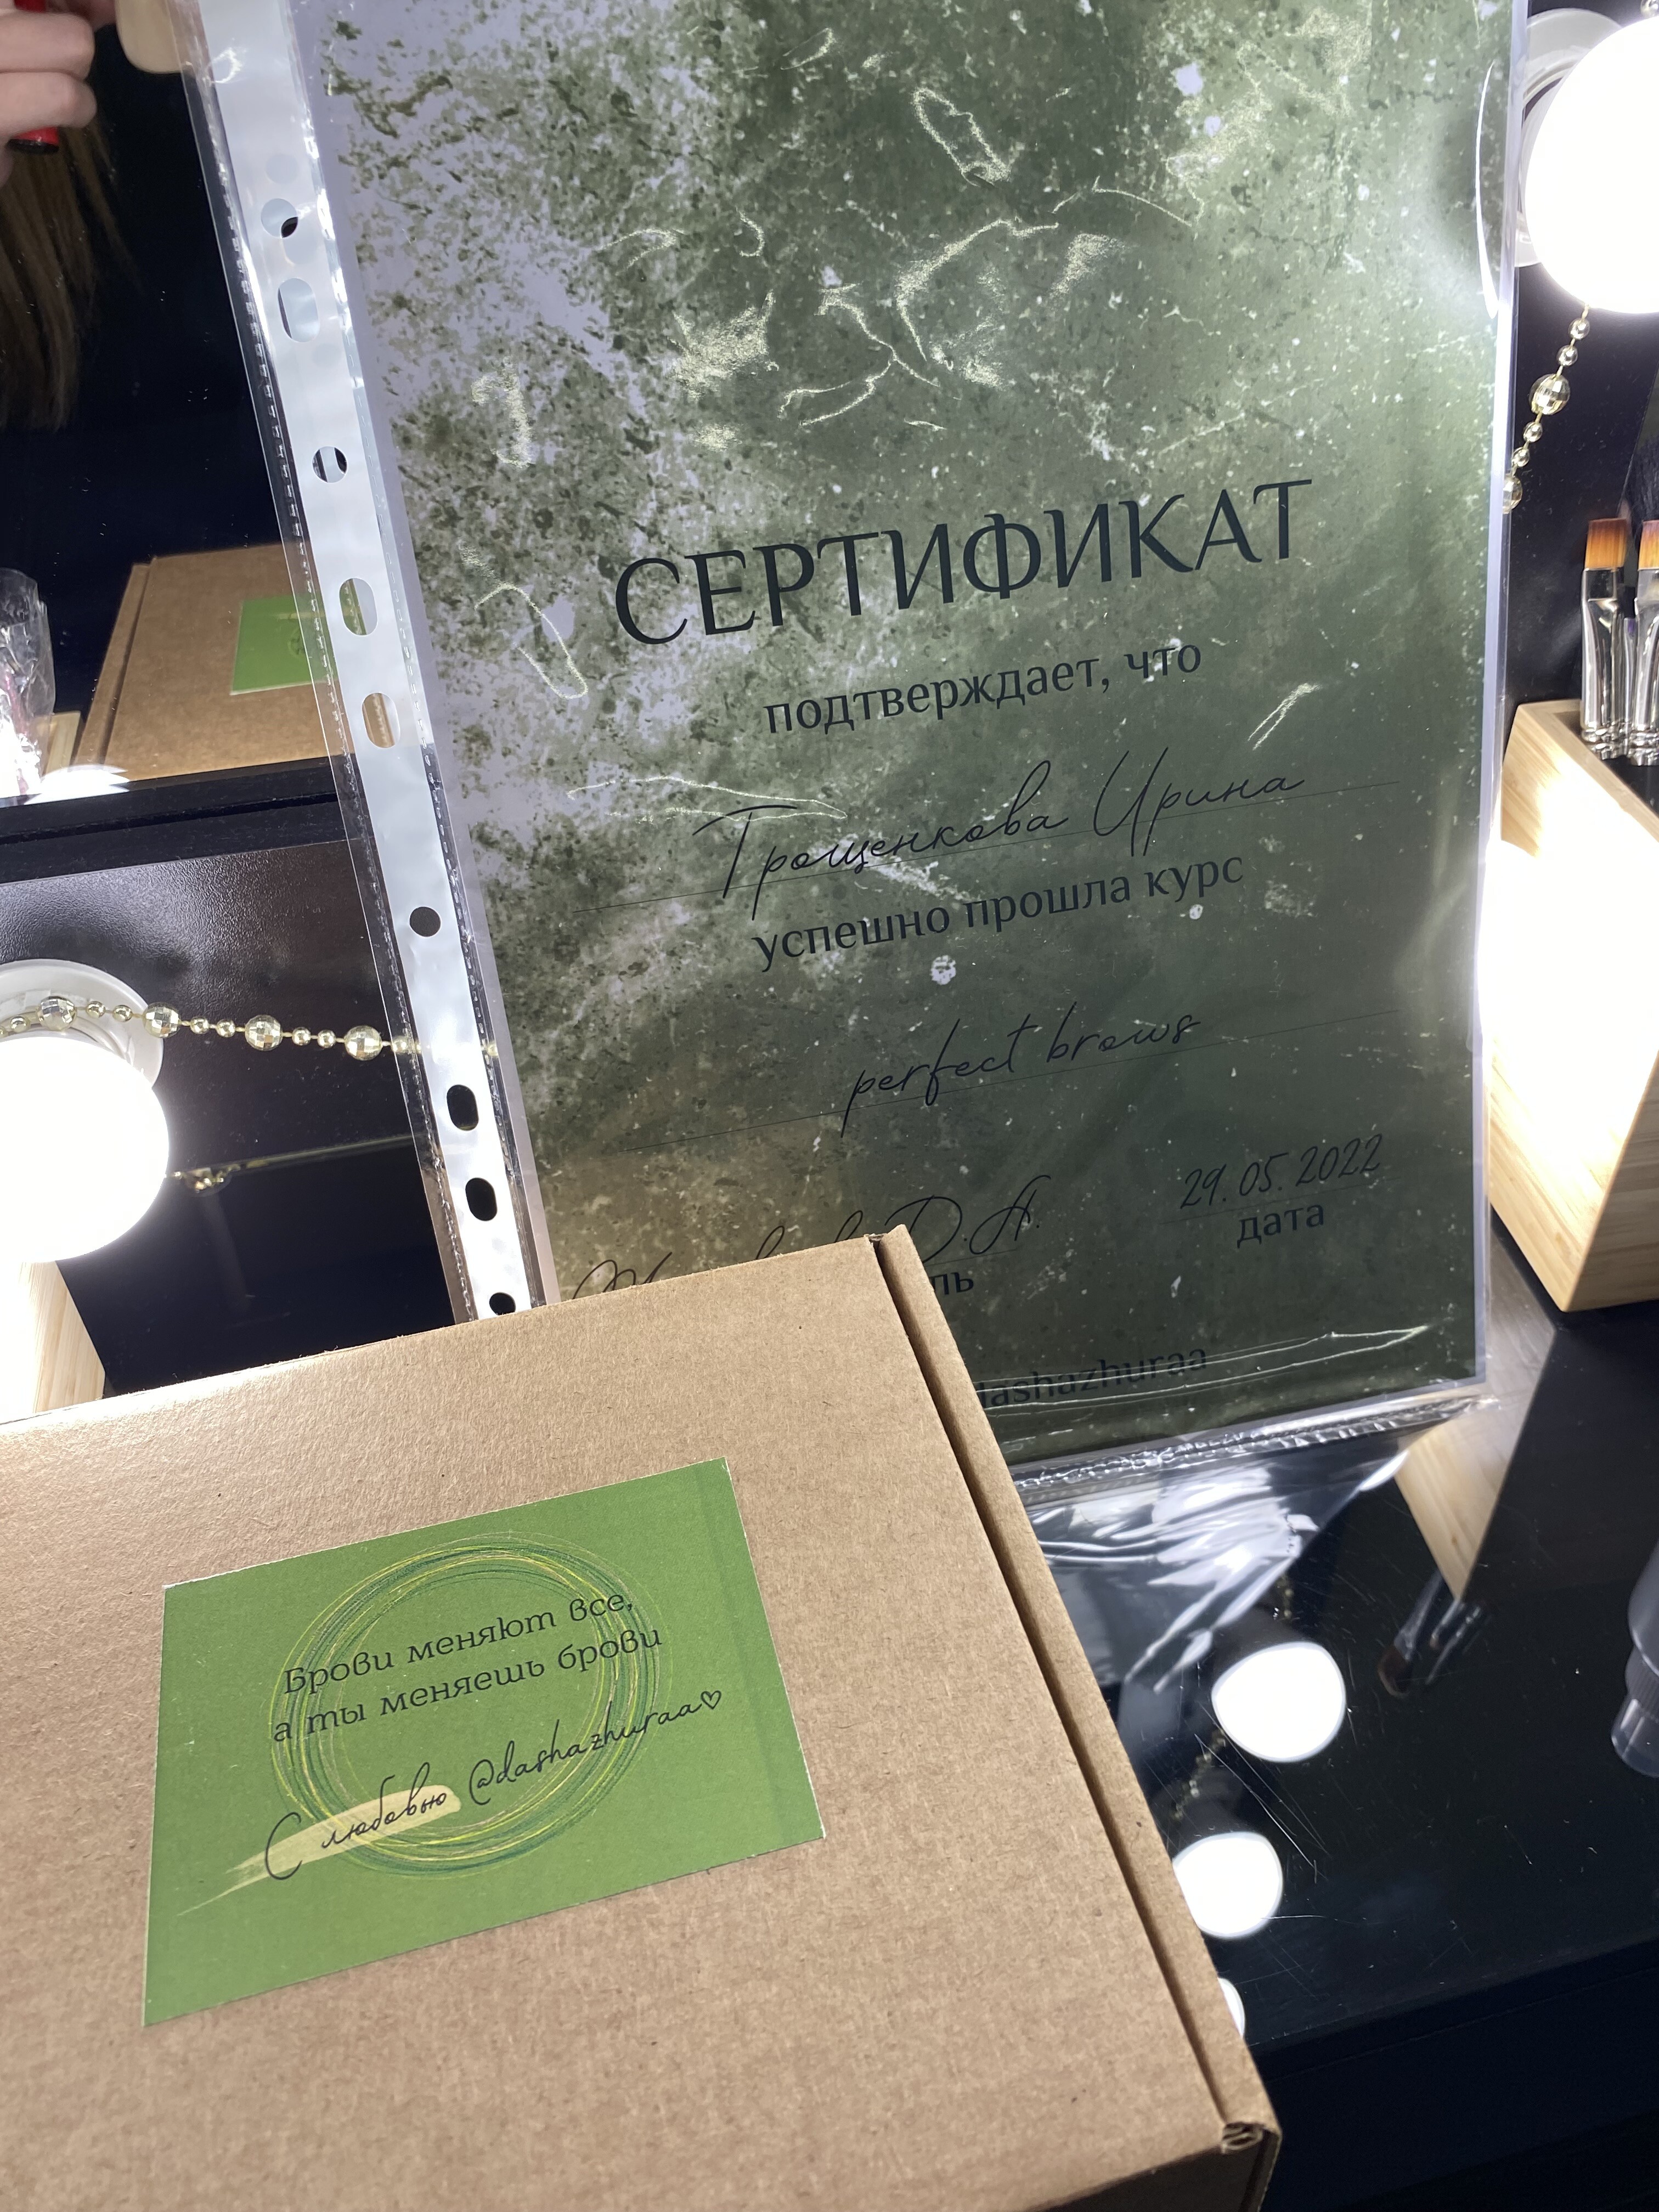 СЕРТИФИКАТ
подтверждает, что
Трощенкова Ирина
успешно прошла курс
perfect brows
Д.А.
29.05.2022
дата
dashazhuraa
Брови меняют все,
а ты меняешь брови
С любовью @dashazhuraa♡